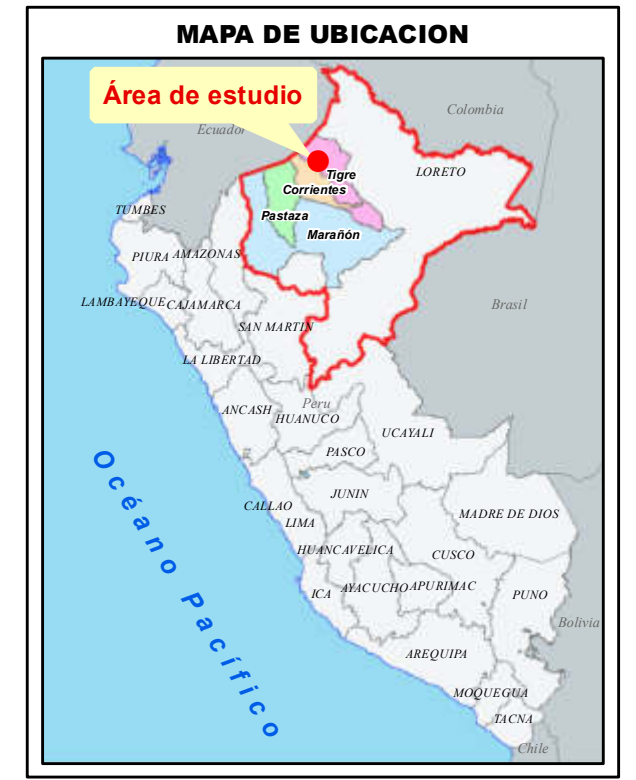 MAPA DE UBICACION
Área de estudio
Colombia
Ecuador
LORETO
Tigre
Corrientes
Pastaza
Marañón
TUMBES
PIURA
AMAZONAS
LAMBAYEQUE
CAJAMARCA
Brasil
SAN MARTIN
LA LIBERTAD
Peru
ANCASH
HUANUCO
UCAYALI
PASCO
Océano Pacífico
JUNIN
CALLAO
LIMA
MADRE DE DIOS
HUANCAVELICA
CUSCO
ICA
AYACUCHO
APURIMAC
PUNO
Bolivia
AREQUIPA
MOQUEGUA
TACNA
Chile